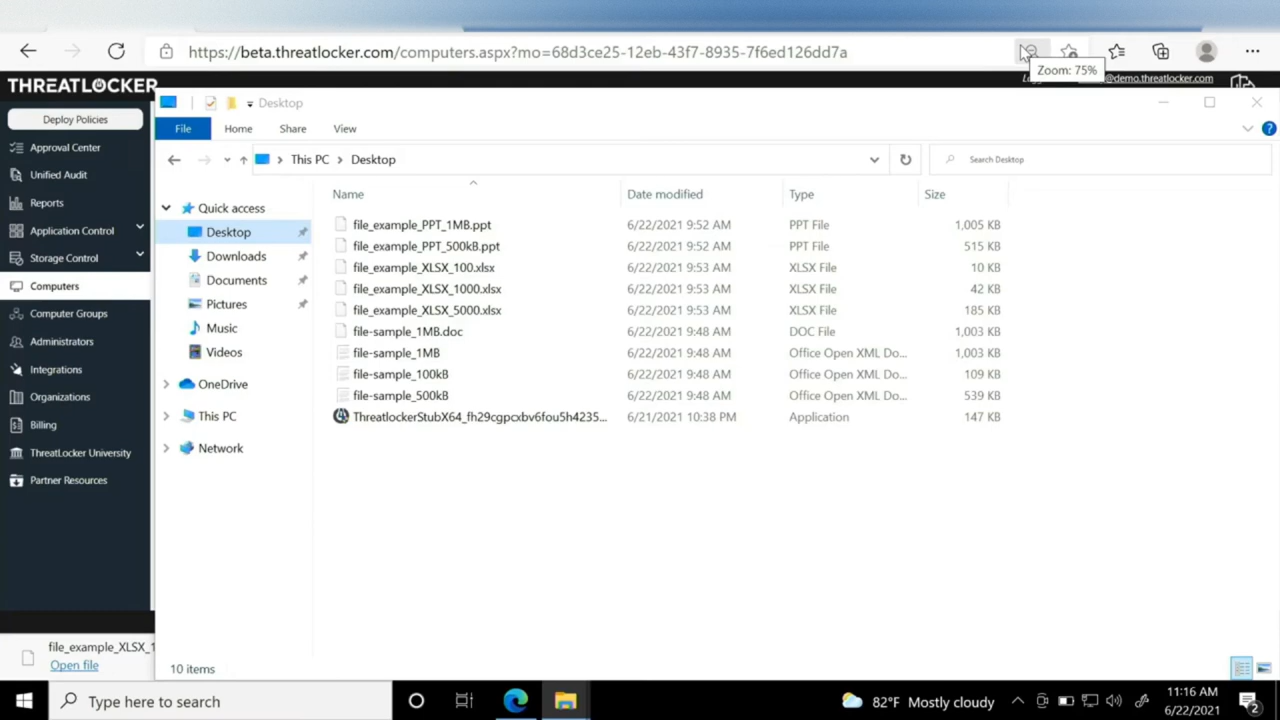 https://beta.threatlocker.com/computers.aspx?mo=68d3ce25-12eb-43f7-8935-7f6ed126dd7a
Zoom: 75%
THREATLOCKER
@demo.threatlocker.com
Desktop
Deploy Policies
File Home Share View
Approval Center
This PC > Desktop
Search Desktop
Unified Audit
Name Date modified Type Size
Reports
Quick access
file_example_PPT_1MB.ppt 6/22/2021 9:52 AM PPT File 1,005 KB
Application Control
Desktop
file_example_PPT_500kB.ppt 6/22/2021 9:52 AM PPT File 515 KB
Storage Control
Downloads
file_example_XLSX_100.xlsx 6/22/2021 9:53 AM XLSX File 10 KB
Computers
Documents
file_example_XLSX_1000.xlsx 6/22/2021 9:53 AM XLSX File 42 KB
Computer Groups
Pictures
file_example_XLSX_5000.xlsx 6/22/2021 9:53 AM XLSX File 185 KB
Administrators
Music
file-sample_1MB.doc 6/22/2021 9:48 AM DOC File 1,003 KB
Integrations
Videos
file-sample_1MB 6/22/2021 9:48 AM Office Open XML Do... 1,003 KB
Organizations
OneDrive
file-sample_100kB 6/22/2021 9:48 AM Office Open XML Do... 109 KB
Billing
This PC
file-sample_500kB 6/22/2021 9:48 AM Office Open XML Do... 539 KB
ThreatLocker University
Network
ThreatlockerStubX64_fh29cgpcxbv6fou5h4235... 6/21/2021 10:38 PM Application 147 KB
Partner Resources
file_example_XLSX_1
Open file
10 items
Type here to search
82°F Mostly cloudy
11:16 AM
6/22/2021
2